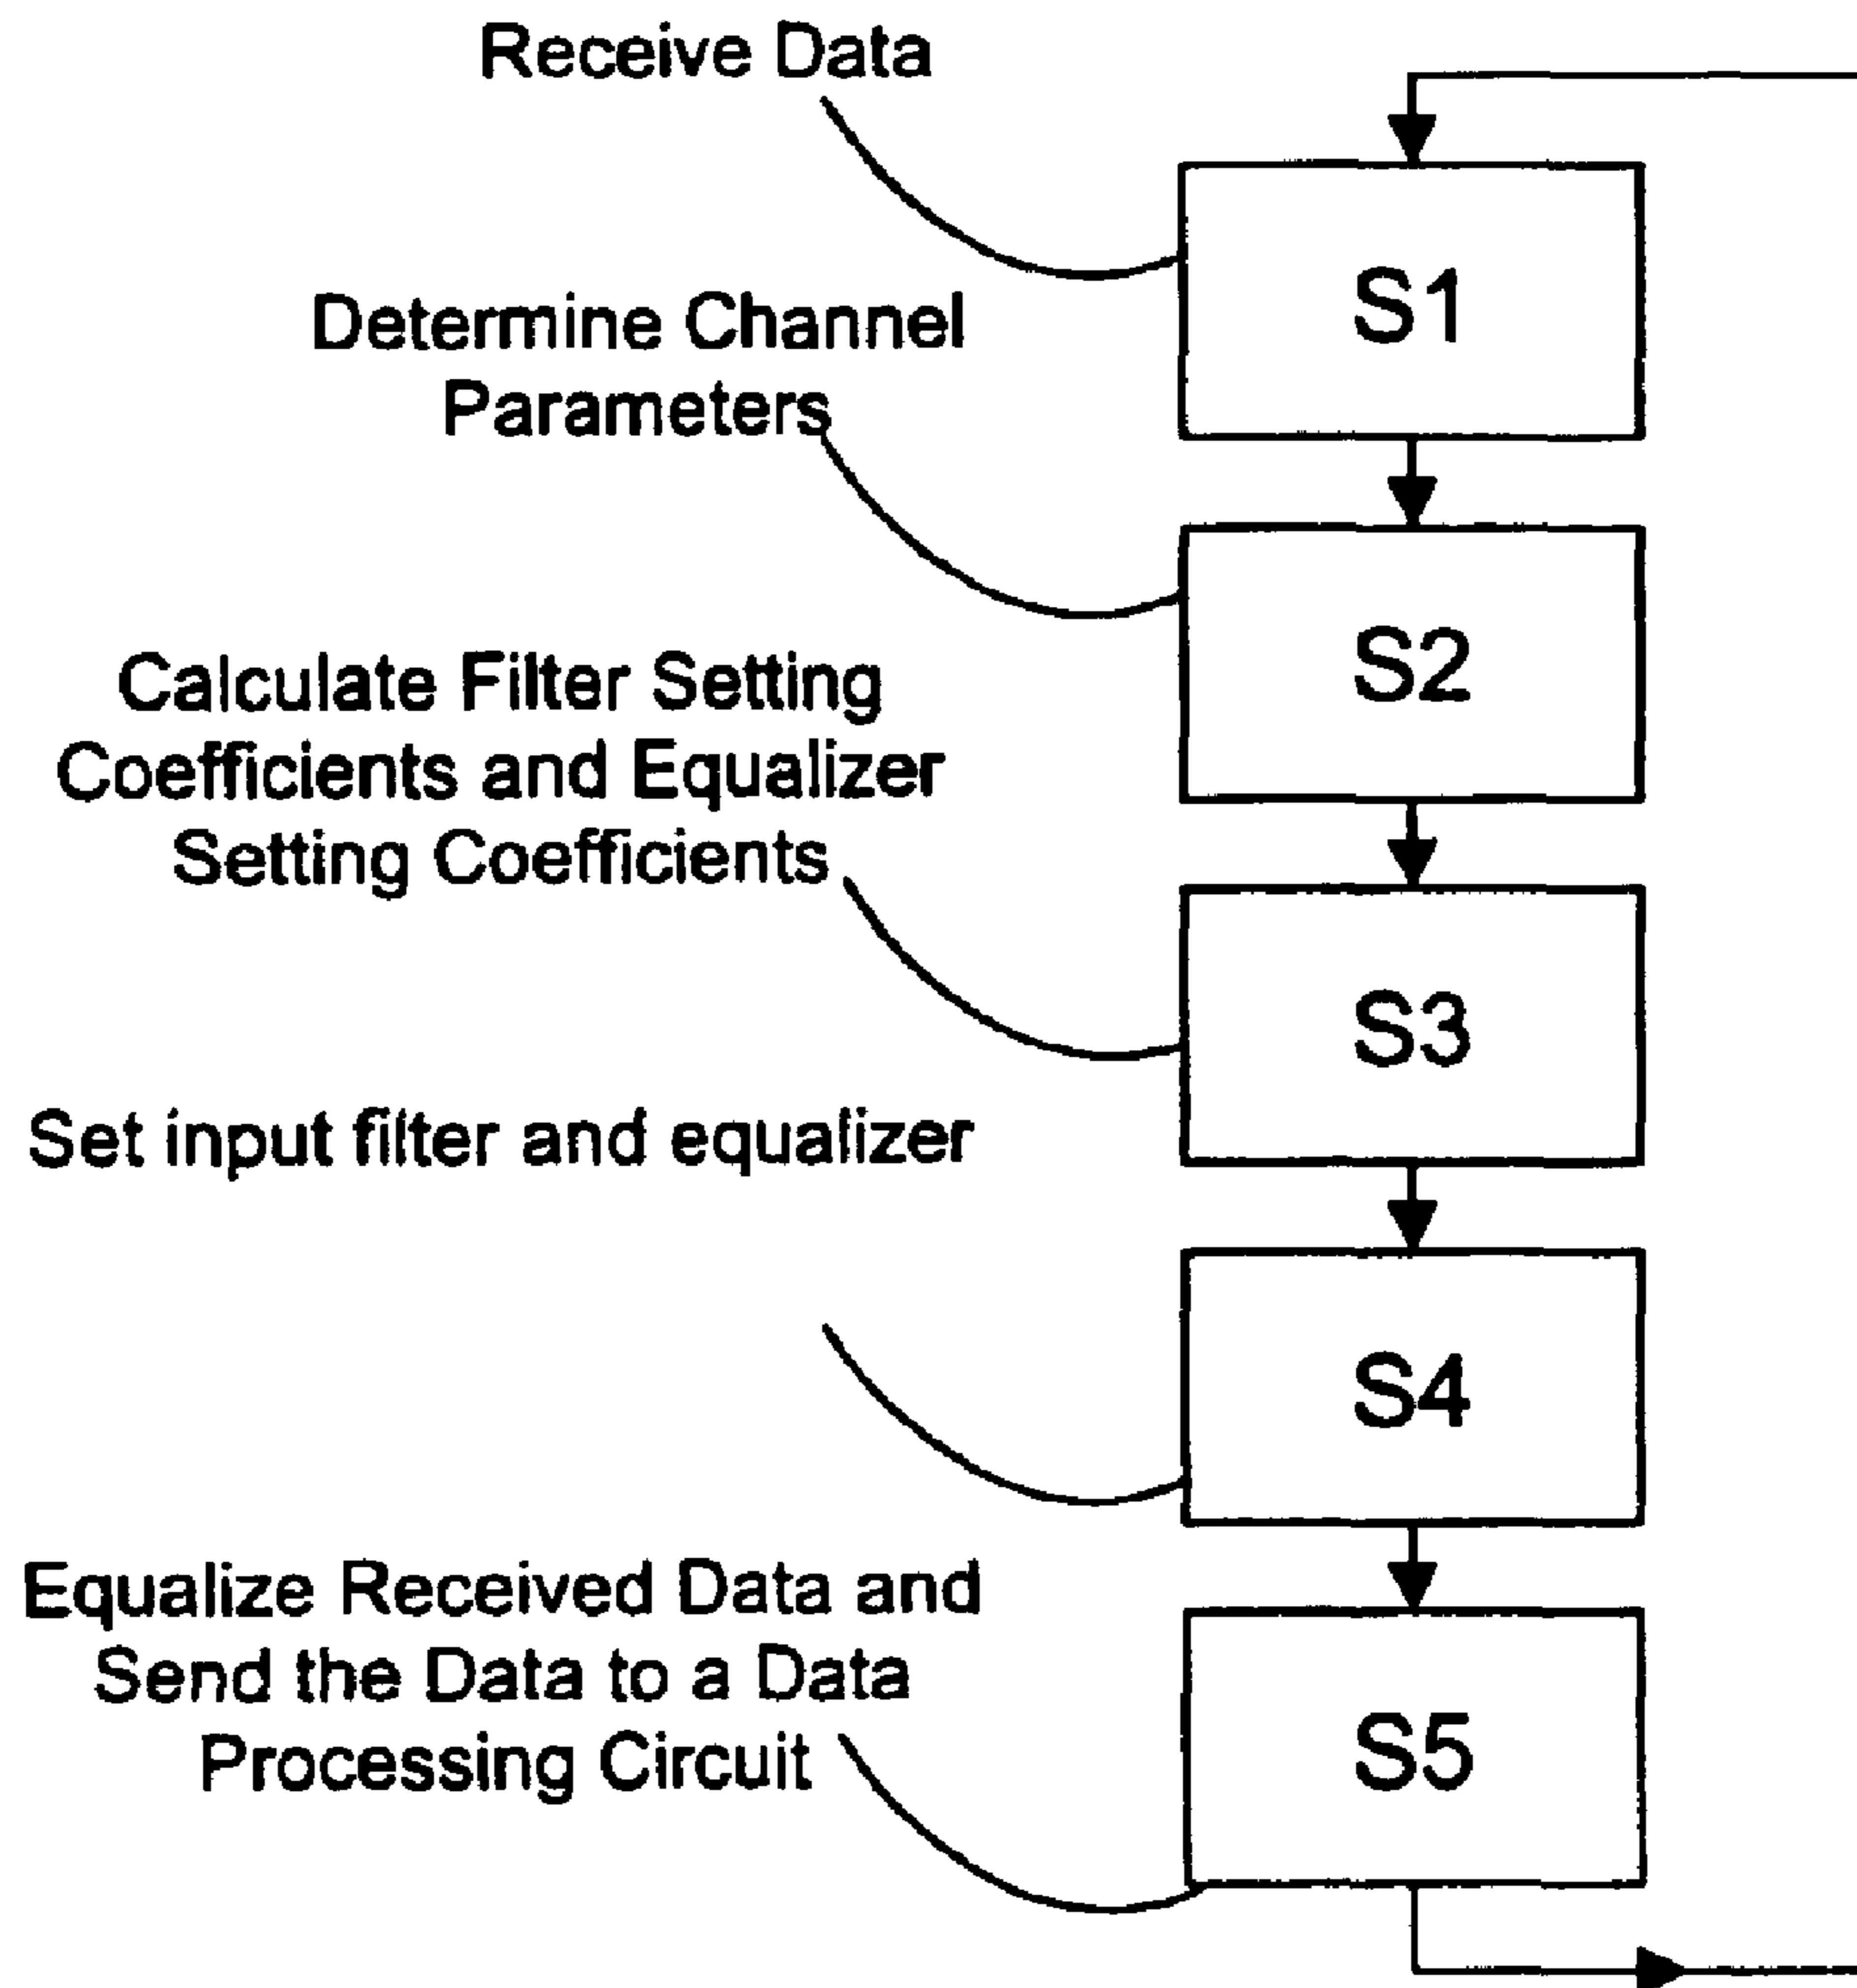 Receive Data
S1
Determine Channel
Parameters
S2
Calculate Filter Setting
Coefficients and Equalizer
Setting Coefficients
S3
Set input filter and equalizer
S4
Equalize Received Data and
Send the Data to a Data
Processing Circuit
S5